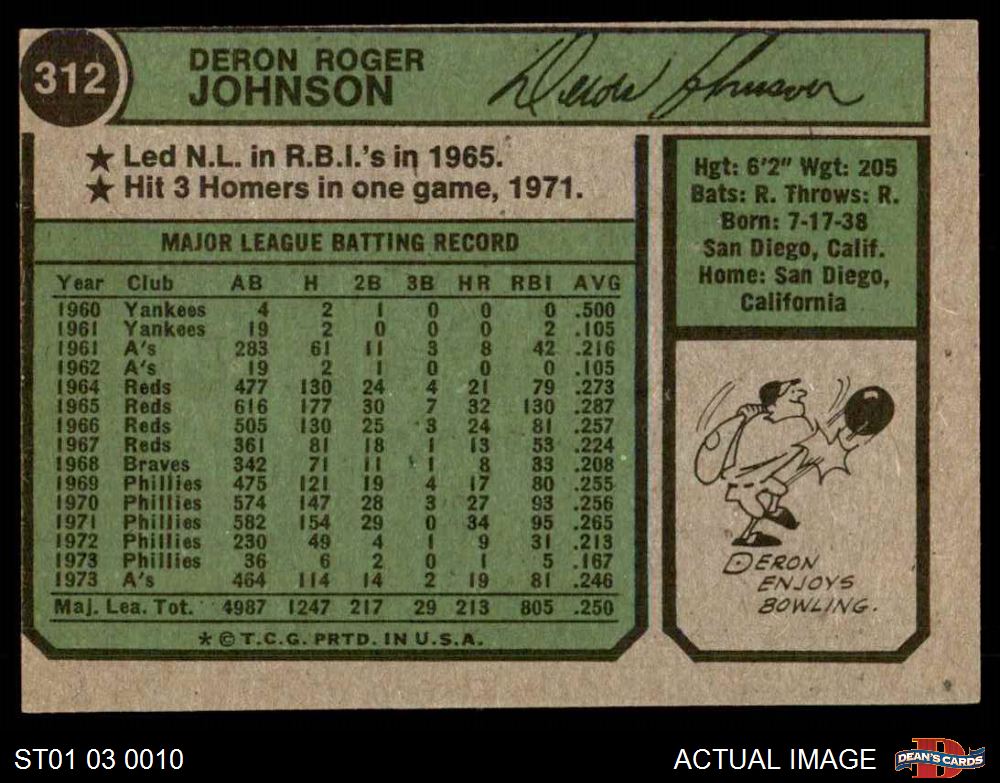 312
DERON ROGER
JOHNSON
Deron Johnson
★ Led N.L. in R.B.I.'s in 1965.
★ Hit 3 Homers in one game, 1971.
MAJOR LEAGUE BATTING RECORD
Year Club AB H 2B 3B HR RBI AVG
1960 Yankees 4 2 1 0 0 0 .500
1961 Yankees 19 2 0 0 0 2 .105
1961 A's 283 61 11 3 8 42 .216
1962 A's 19 2 1 0 0 0 .105
1964 Reds 477 130 24 4 21 79 .273
1965 Reds 616 177 30 7 32 130 .287
1966 Reds 505 130 25 3 24 81 .257
1967 Reds 361 81 18 1 13 53 .224
1968 Braves 342 71 11 1 8 33 .208
1969 Phillies 475 121 19 4 17 80 .255
1970 Phillies 574 147 28 3 27 93 .256
1971 Phillies 582 154 29 0 34 95 .265
1972 Phillies 230 49 4 1 9 31 .213
1973 Phillies 36 6 2 0 1 5 .167
1973 A's 464 114 14 2 19 81 .246
Maj. Lea. Tot. 4987 1247 217 29 213 805 .250
★ © T.C.G. PRTD. IN U.S.A.
Hgt: 6'2" Wgt: 205
Bats: R. Throws: R.
Born: 7-17-38
San Diego, Calif.
Home: San Diego,
California
DERON
ENJOYS
BOWLING.
ST01 03 0010
ACTUAL IMAGE
D
DEAN'S CARDS